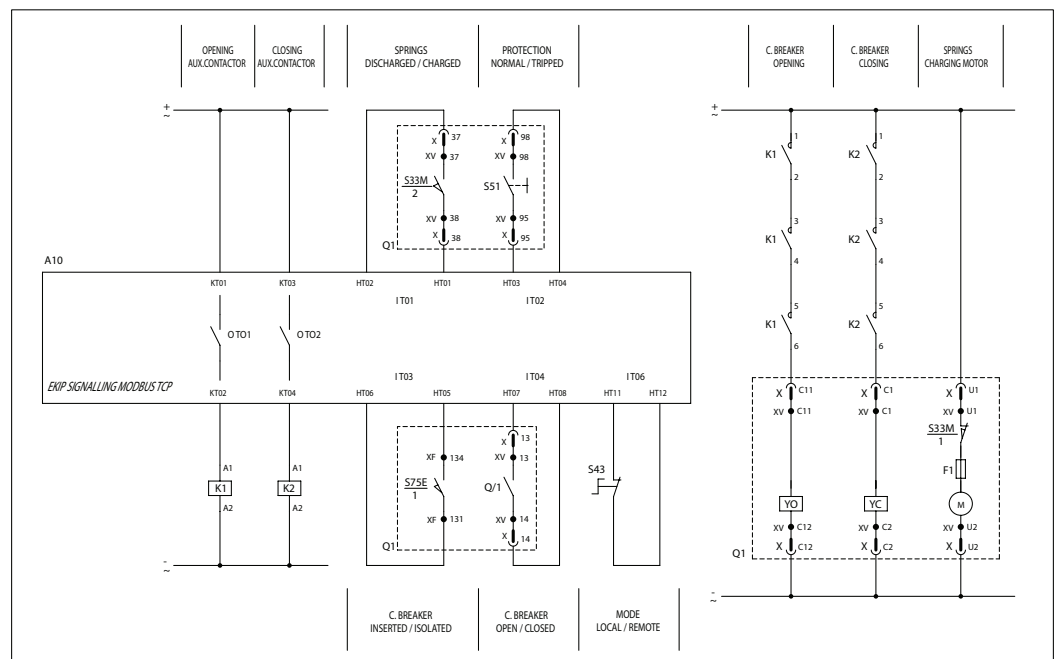 OPENING
AUX.CONTACTOR
CLOSING
AUX.CONTACTOR
SPRINGS
DISCHARGED / CHARGED
PROTECTION
NORMAL / TRIPPED
C. BREAKER
OPENING
C. BREAKER
CLOSING
SPRINGS
CHARGING MOTOR
+
~
+
~
X 37
XV 37
S33M
2
XV 38
X 38
Q1
X 98
XV 98
S51
XV 95
X 95
K1
1
2
K1
3
4
K1
5
6
K2
1
2
K2
3
4
K2
5
6
A10
KT01
KT03
HT02
HT01
HT03
HT04
IT01
IT02
OTO1
OTO2
IT03
IT04
IT06
EKIP SIGNALLING MODBUS TCP
KT02
KT04
HT06
HT05
HT07
HT08
HT11
HT12
A1
K1
A2
A1
K2
A2
XF 134
S75E
1
XF 131
Q1
X 13
XV 13
Q/1
XV 14
X 14
S43
X C11
XV C11
YO
XV C12
X C12
Q1
X C1
XV C1
YC
XV C2
X C2
X U1
XV U1
S33M
1
F1
M
XV U2
X U2
-
~
-
~
C. BREAKER
INSERTED / ISOLATED
C. BREAKER
OPEN / CLOSED
MODE
LOCAL / REMOTE